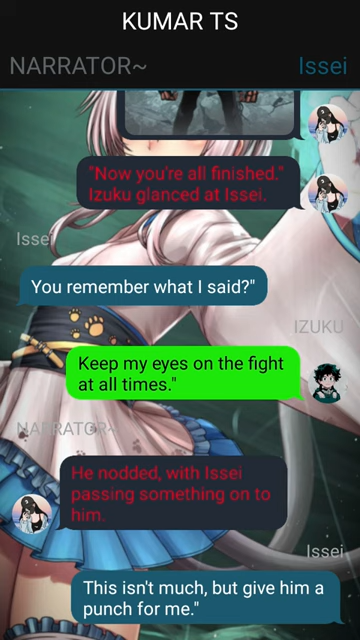 KUMAR TS
NARRATOR~
Issei
"Now you're all finished."
Izuku glanced at Issei.
Issei
You remember what I said?"
IZUKU
Keep my eyes on the fight
at all times."
NARRATOR~
He nodded, with Issei
passing something on to
him.
Issei
This isn't much, but give him a
punch for me."